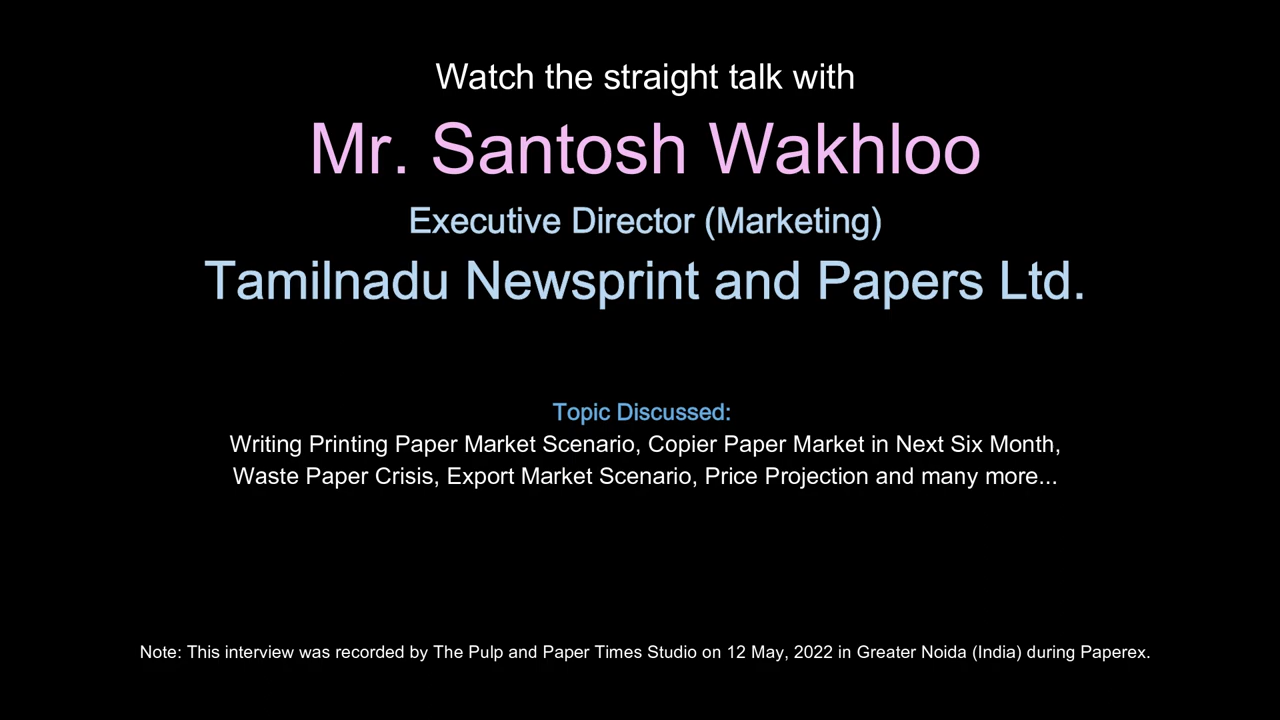 Watch the straight talk with
Mr. Santosh Wakhloo
Executive Director (Marketing)
Tamilnadu Newsprint and Papers Ltd.
Topic Discussed:
Writing Printing Paper Market Scenario, Copier Paper Market in Next Six Month,
Waste Paper Crisis, Export Market Scenario, Price Projection and many more...
Note: This interview was recorded by The Pulp and Paper Times Studio on 12 May, 2022 in Greater Noida (India) during Paperex.